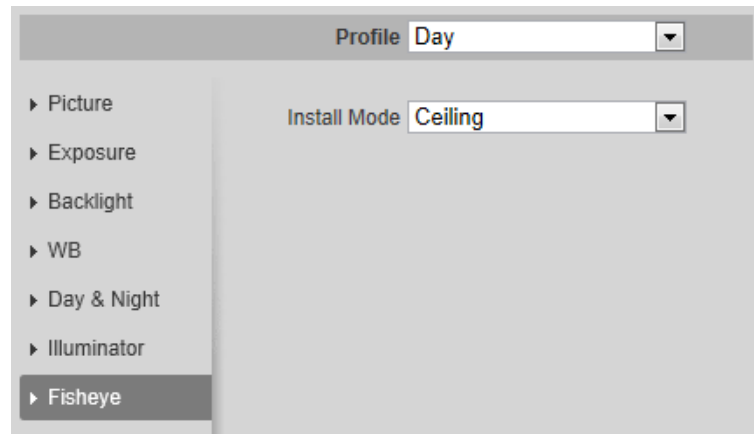 Profile Day
Install Mode Ceiling
Picture
Exposure
Backlight
WB
Day & Night
Illuminator
Fisheye